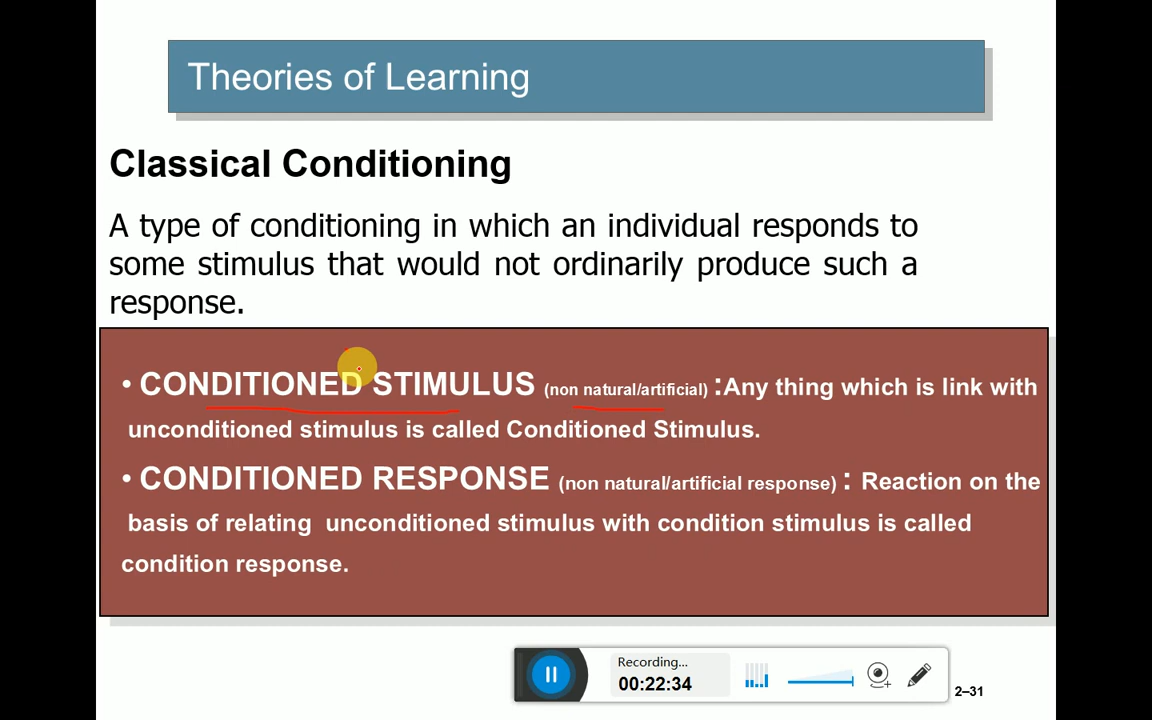 Theories of Learning
Classical Conditioning
A type of conditioning in which an individual responds to
some stimulus that would not ordinarily produce such a
response.
• CONDITIONED STIMULUS (non natural/artificial) :Any thing which is link with
unconditioned stimulus is called Conditioned Stimulus.
• CONDITIONED RESPONSE (non natural/artificial response) : Reaction on the
basis of relating unconditioned stimulus with condition stimulus is called
condition response.
Recording...
00:22:34
2–31